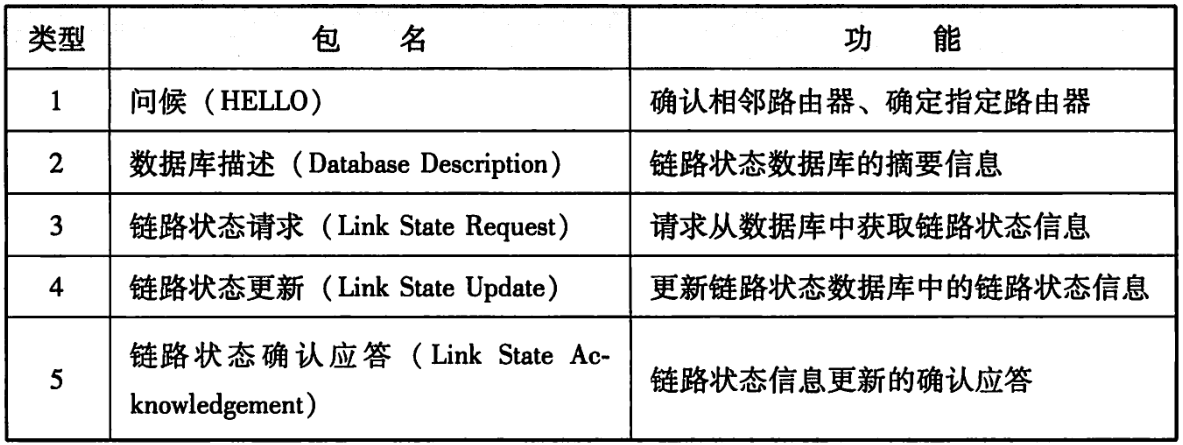 类型 包名 功能
1 问候（HELLO） 确认相邻路由器、确定指定路由器
2 数据库描述（Database Description） 链路状态数据库的摘要信息
3 链路状态请求（Link State Request） 请求从数据库中获取链路状态信息
4 链路状态更新（Link State Update） 更新链路状态数据库中的链路状态信息
5 链路状态确认应答（Link State Ac-
knowledgement） 链路状态信息更新的确认应答